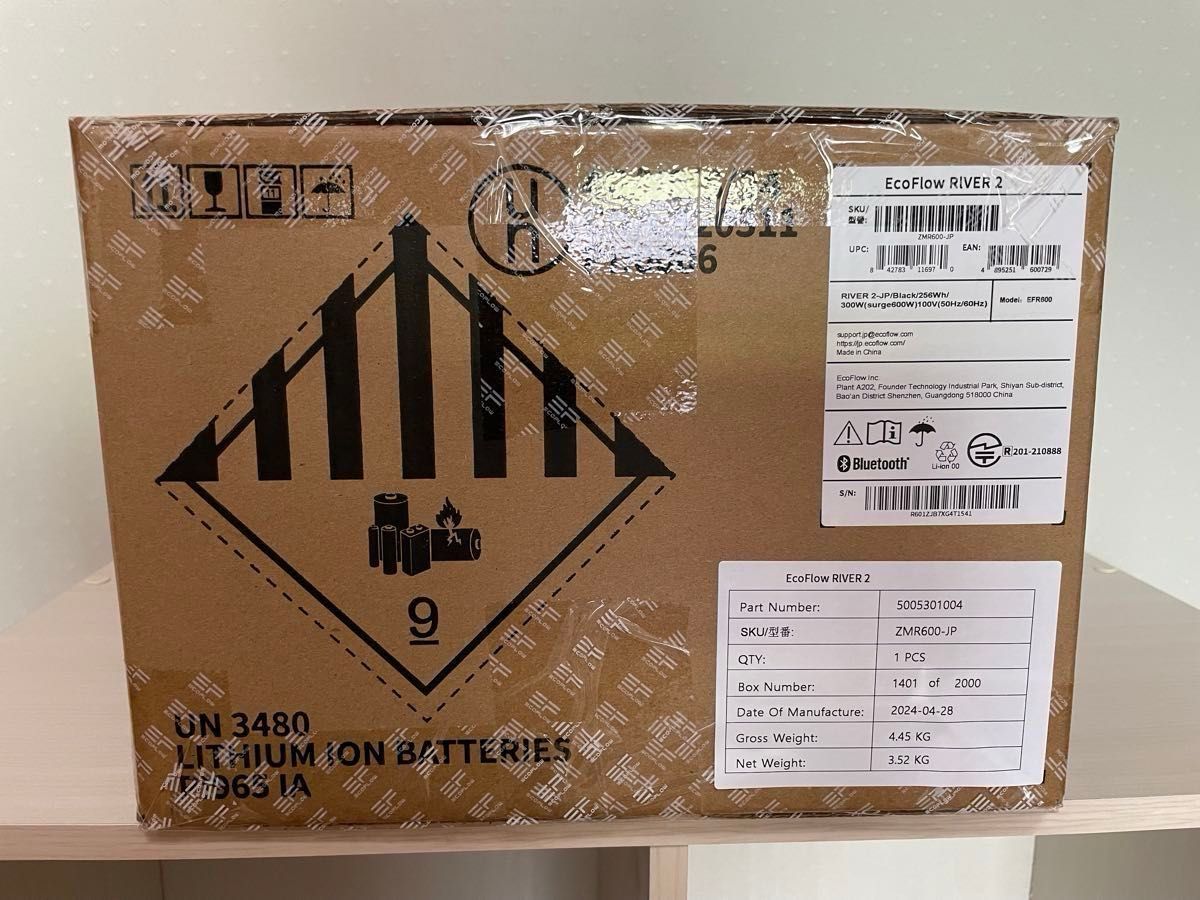 EcoFlow RIVER 2
SKU/
型番:
ZMR600-JP
UPC:
8 42783 11697 0
EAN:
4 895251 600729
RIVER 2-JP/Black/256Wh/
300W(surge600W)100V(50Hz/60Hz)
Model: EFR600
support.jp@ecoflow.com
https://jp.ecoflow.com/
Made in China
EcoFlow Inc.
Plant A202, Founder Technology Industrial Park, Shiyan Sub-district,
Bao'an District Shenzhen, Guangdong 518000 China
Bluetooth
Li-ion 00
R 201-210888
S/N:
R601ZJB7XG4T1541
9
UN 3480
LITHIUM ION BATTERIES
PI965 IA
EcoFlow RIVER 2
Part Number: 5005301004
SKU/型番: ZMR600-JP
QTY: 1 PCS
Box Number: 1401 of 2000
Date Of Manufacture: 2024-04-28
Gross Weight: 4.45 KG
Net Weight: 3.52 KG